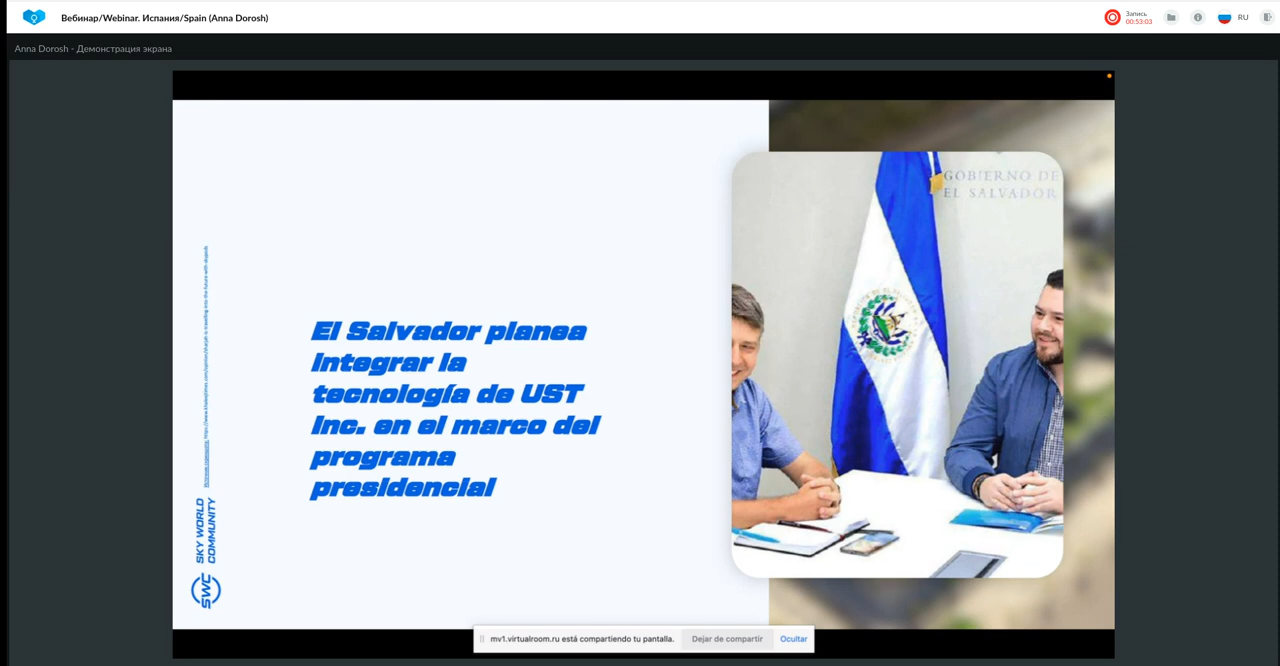 Вебинар/Webinar. Испания/Spain (Anna Dorosh)
Запись
00:53:03
RU
Anna Dorosh - Демонстрация экрана
GOBIERNO DE
EL SALVADOR
El Salvador planea
integrar la
tecnología de UST
Inc. en el marco del
programa
presidencial
SKY WORLD
COMMUNITY
SWC
mv1.virtualroom.ru está compartiendo tu pantalla.
Dejar de compartir
Ocultar